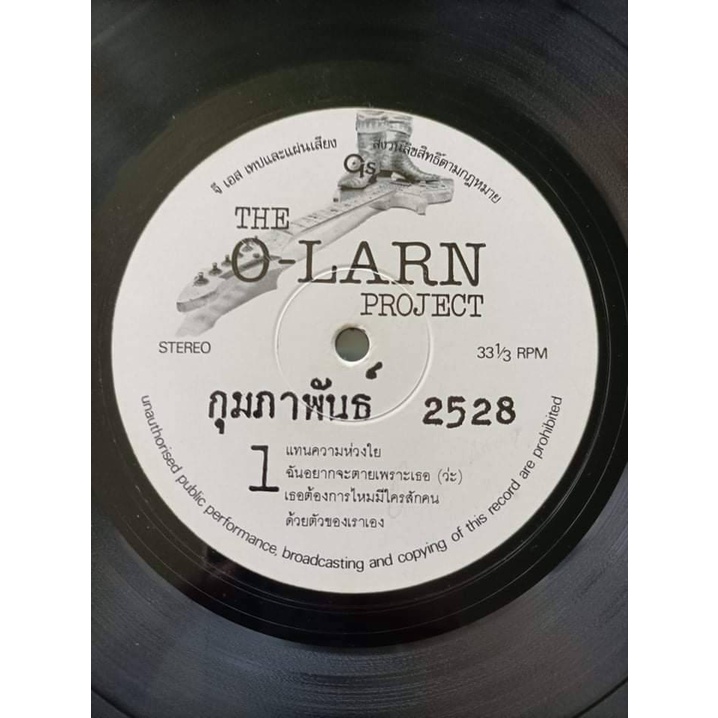 จี เอส เทปและแผ่นเสียง
สงวนลิขสิทธิ์ตามกฎหมาย
THE
O-LARN
PROJECT
STEREO
33 1/3 RPM
กุมภาพันธ์ 2528
1
แทนความห่วงใย
ฉันอยากจะตายเพราะเธอ (ว่ะ)
เธอต้องการไหมมีใครสักคน
ด้วยตัวของเราเอง
unauthorised public performance, broadcasting and copying of this record are prohibited